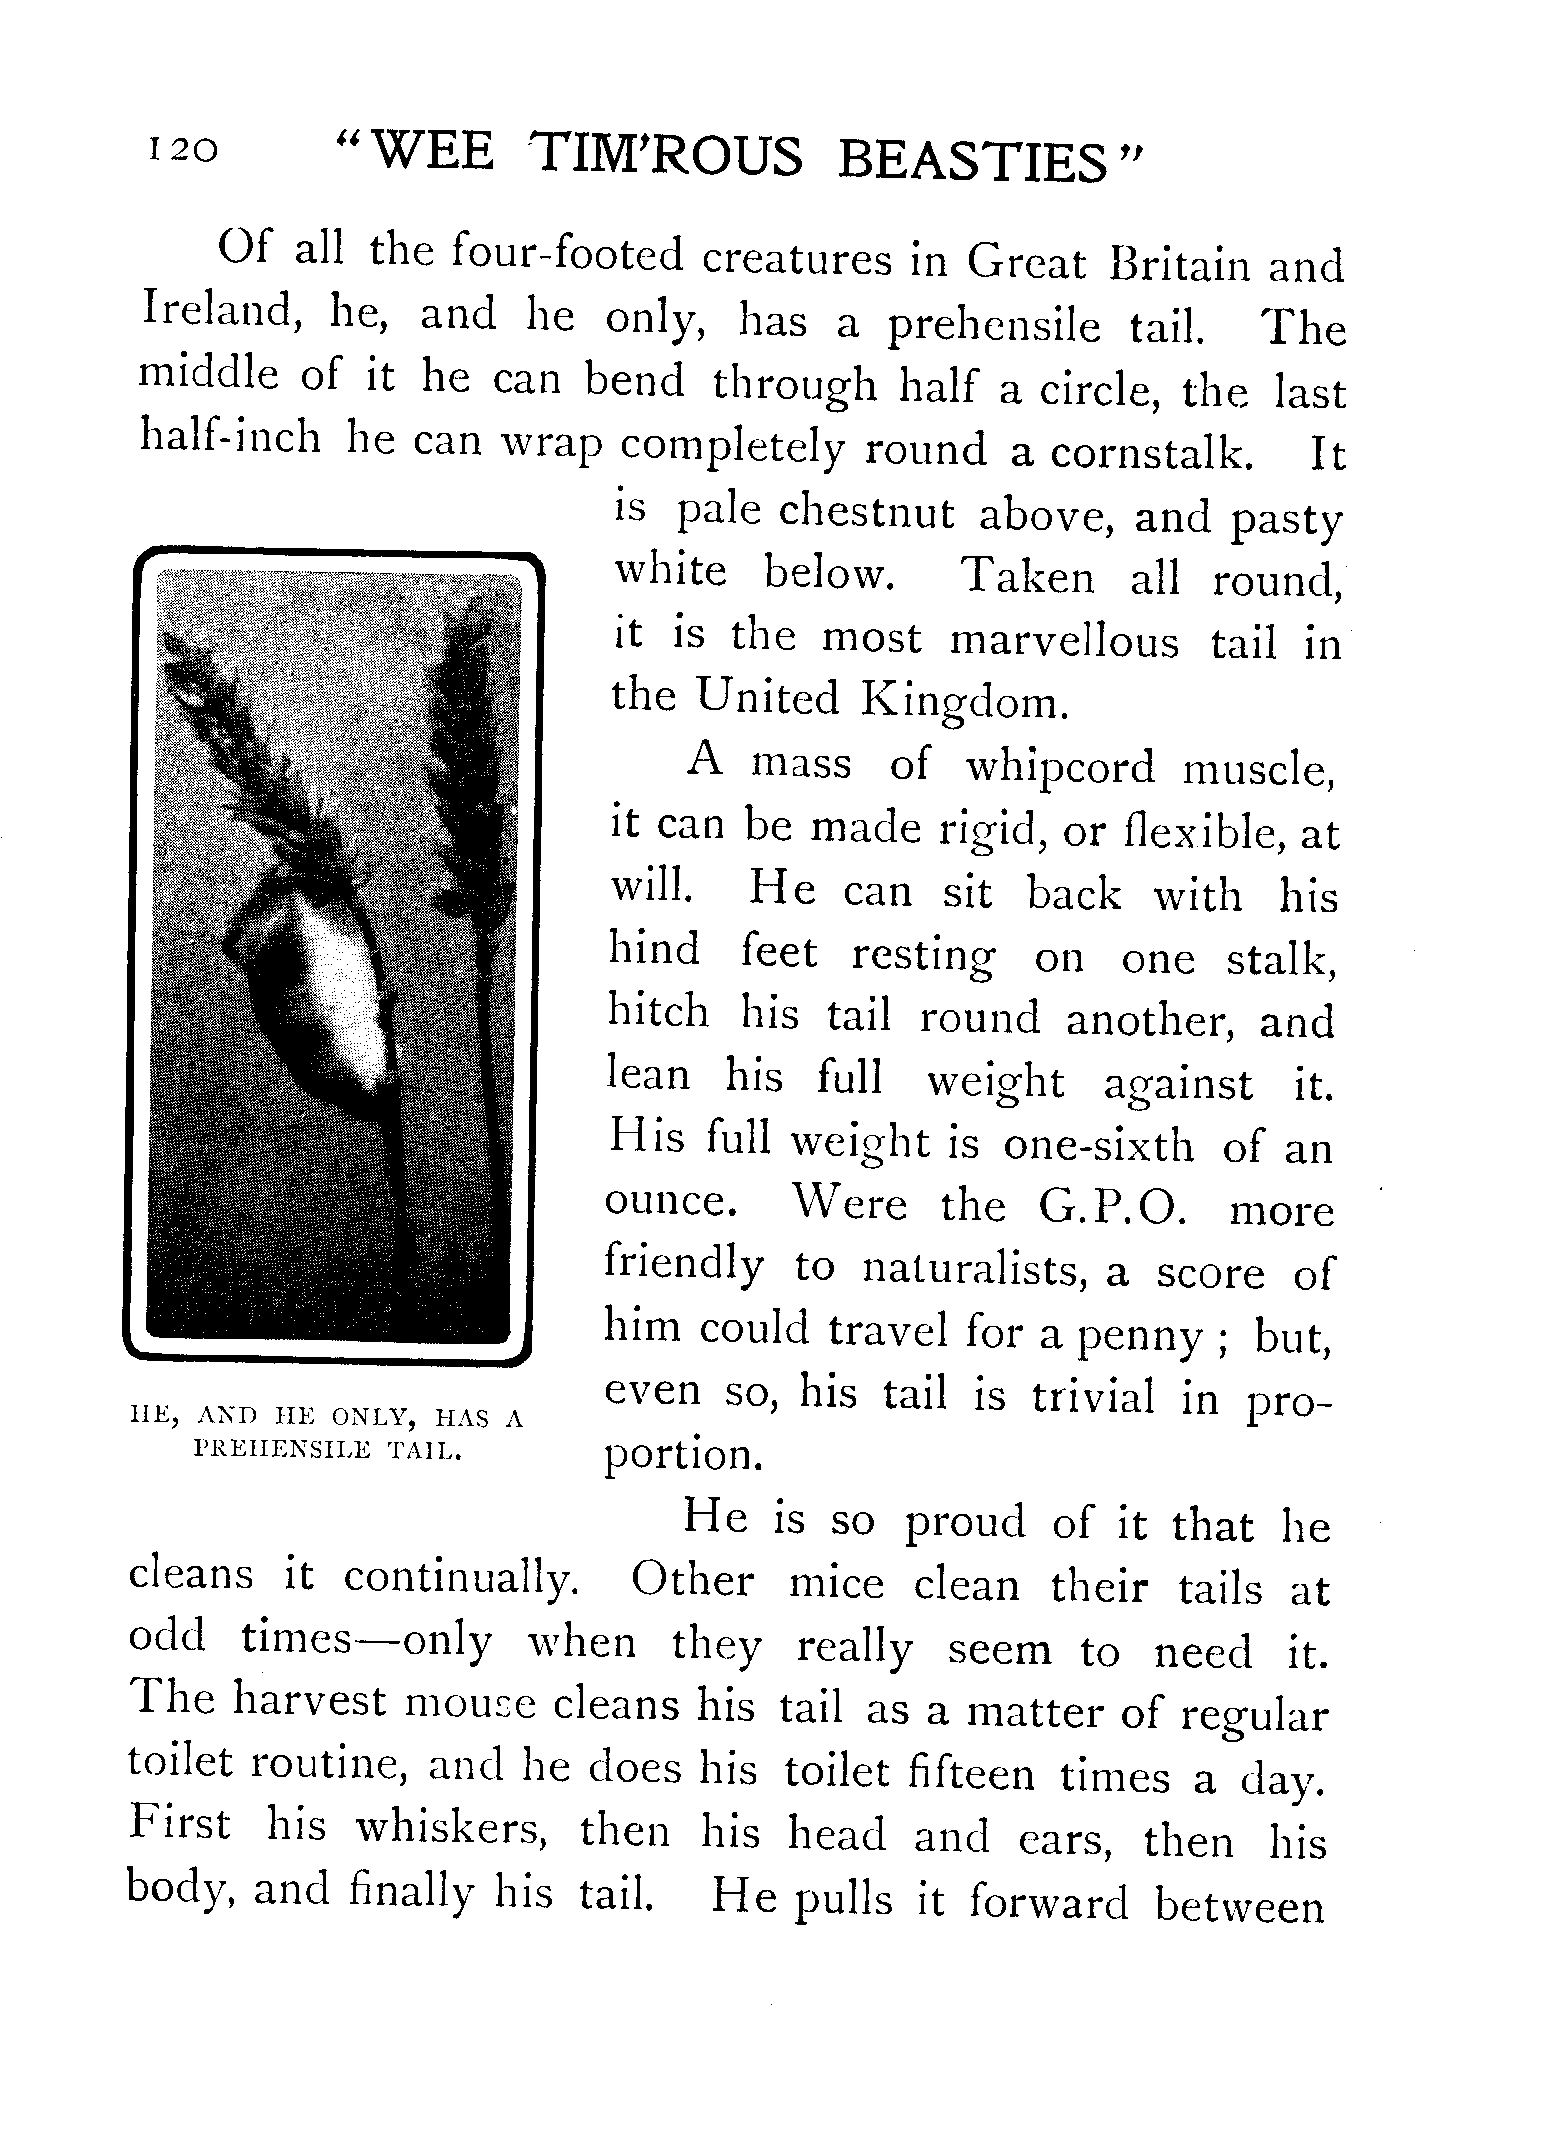 120 "WEE TIM'ROUS BEASTIES"
Of all the four-footed creatures in Great Britain and
Ireland, he, and he only, has a prehensile tail. The
middle of it he can bend through half a circle, the last
half-inch he can wrap completely round a cornstalk. It
is pale chestnut above, and pasty
white below. Taken all round,
it is the most marvellous tail in
the United Kingdom.
A mass of whipcord muscle,
it can be made rigid, or flexible, at
will. He can sit back with his
hind feet resting on one stalk,
hitch his tail round another, and
lean his full weight against it.
His full weight is one-sixth of an
ounce. Were the G.P.O. more
friendly to naturalists, a score of
him could travel for a penny ; but,
even so, his tail is trivial in pro-
portion.
HE, AND HE ONLY, HAS A
PREHENSILE TAIL.
He is so proud of it that he
cleans it continually. Other mice clean their tails at
odd times—only when they really seem to need it.
The harvest mouse cleans his tail as a matter of regular
toilet routine, and he does his toilet fifteen times a day.
First his whiskers, then his head and ears, then his
body, and finally his tail. He pulls it forward between